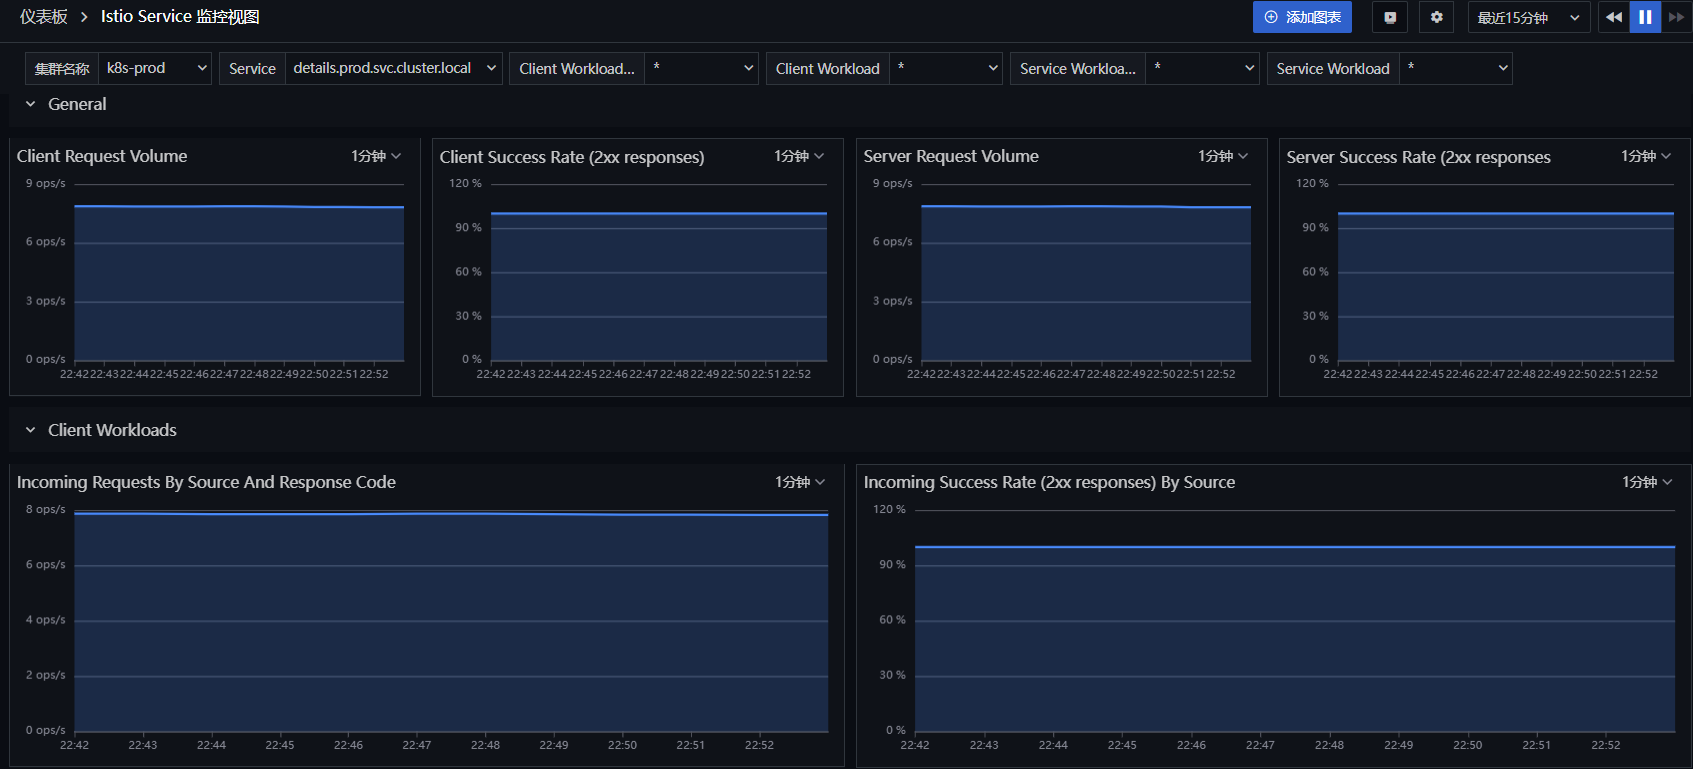 仪表板 > Istio Service 监控视图
添加图表
最近15分钟
集群名称 k8s-prod
Service details.prod.svc.cluster.local
Client Workload... *
Client Workload *
Service Workloa... *
Service Workload *
General
Client Request Volume 1分钟
9 ops/s
6 ops/s
3 ops/s
0 ops/s
22:42 22:43 22:44 22:45 22:46 22:47 22:48 22:49 22:50 22:51 22:52
Client Success Rate (2xx responses) 1分钟
120 %
90 %
60 %
30 %
0 %
22:42 22:43 22:44 22:45 22:46 22:47 22:48 22:49 22:50 22:51 22:52
Server Request Volume 1分钟
9 ops/s
6 ops/s
3 ops/s
0 ops/s
22:42 22:43 22:44 22:45 22:46 22:47 22:48 22:49 22:50 22:51 22:52
Server Success Rate (2xx responses 1分钟
120 %
90 %
60 %
30 %
0 %
22:42 22:43 22:44 22:45 22:46 22:47 22:48 22:49 22:50 22:51 22:52
Client Workloads
Incoming Requests By Source And Response Code 1分钟
8 ops/s
6 ops/s
4 ops/s
2 ops/s
0 ops/s
22:42 22:43 22:44 22:45 22:46 22:47 22:48 22:49 22:50 22:51 22:52
Incoming Success Rate (2xx responses) By Source 1分钟
120 %
90 %
60 %
30 %
0 %
22:42 22:43 22:44 22:45 22:46 22:47 22:48 22:49 22:50 22:51 22:52